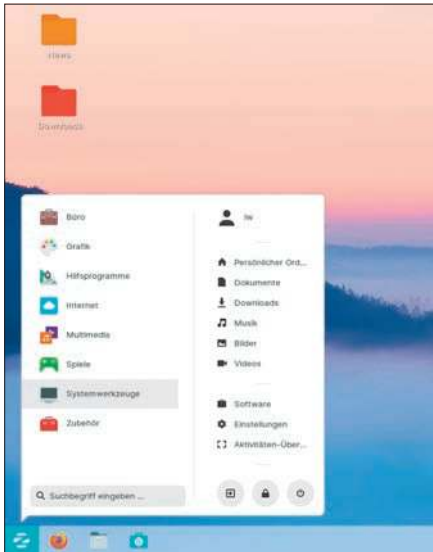 Downloads
Büro
Grafik
Hilfsprogramme
Internet
Multimedia
Spiele
Systemwerkzeuge
Zubehör
Suchbegriff eingeben ...
lw
Persönlicher Ord...
Dokumente
Downloads
Musik
Bilder
Videos
Software
Einstellungen
Aktivitäten-Über...